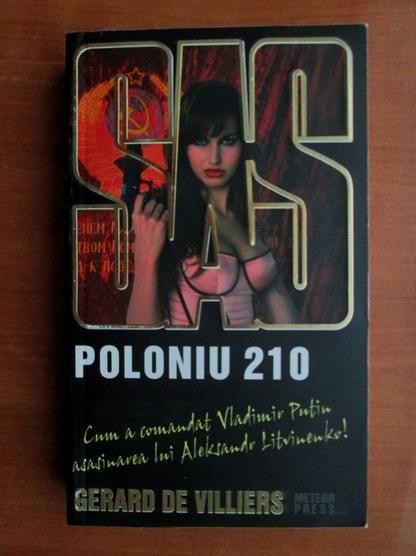 SAS
POLONIU 210
Cum a comandat Vladimir Putin
asasinarea lui Aleksandr Litvinenko!
GERARD DE VILLIERS
METEOR
PRESS